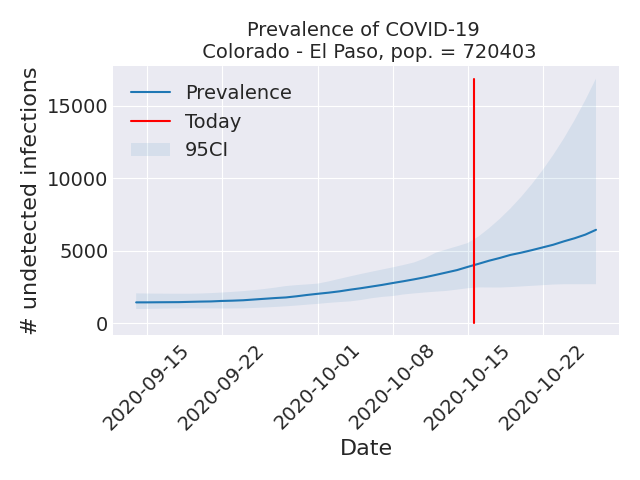 Prevalence of COVID-19
Colorado - El Paso, pop. = 720403
# undetected infections
15000
10000
5000
0
Prevalence
Today
95CI
2020-09-15
2020-09-22
2020-10-01
2020-10-08
2020-10-15
2020-10-22
Date